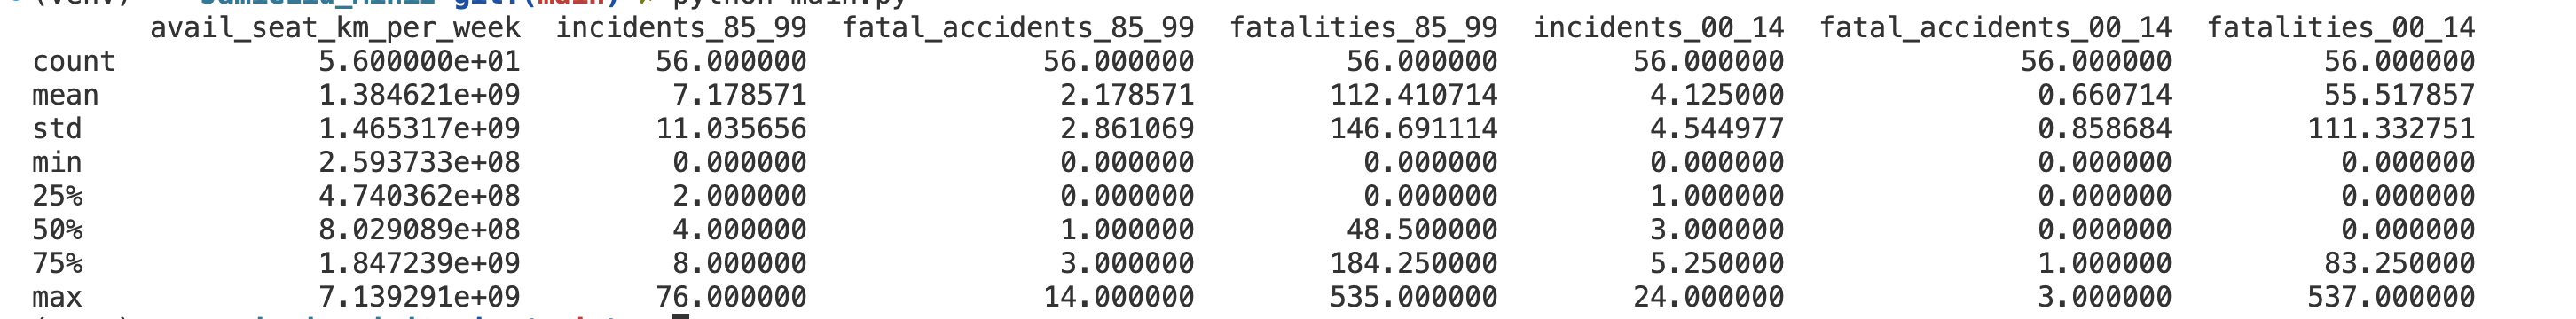 avail_seat_km_per_week incidents_85_99 fatal_accidents_85_99 fatalities_85_99 incidents_00_14 fatal_accidents_00_14 fatalities_00_14
count 5.600000e+01 56.000000 56.000000 56.000000 56.000000 56.000000 56.000000
mean 1.384621e+09 7.178571 2.178571 112.410714 4.125000 0.660714 55.517857
std 1.465317e+09 11.035656 2.861069 146.691114 4.544977 0.858684 111.332751
min 2.593733e+08 0.000000 0.000000 0.000000 0.000000 0.000000 0.000000
25% 4.740362e+08 2.000000 0.000000 0.000000 1.000000 0.000000 0.000000
50% 8.029089e+08 4.000000 1.000000 48.500000 3.000000 0.000000 0.000000
75% 1.847239e+09 8.000000 3.000000 184.250000 5.250000 1.000000 83.250000
max 7.139291e+09 76.000000 14.000000 535.000000 24.000000 3.000000 537.000000